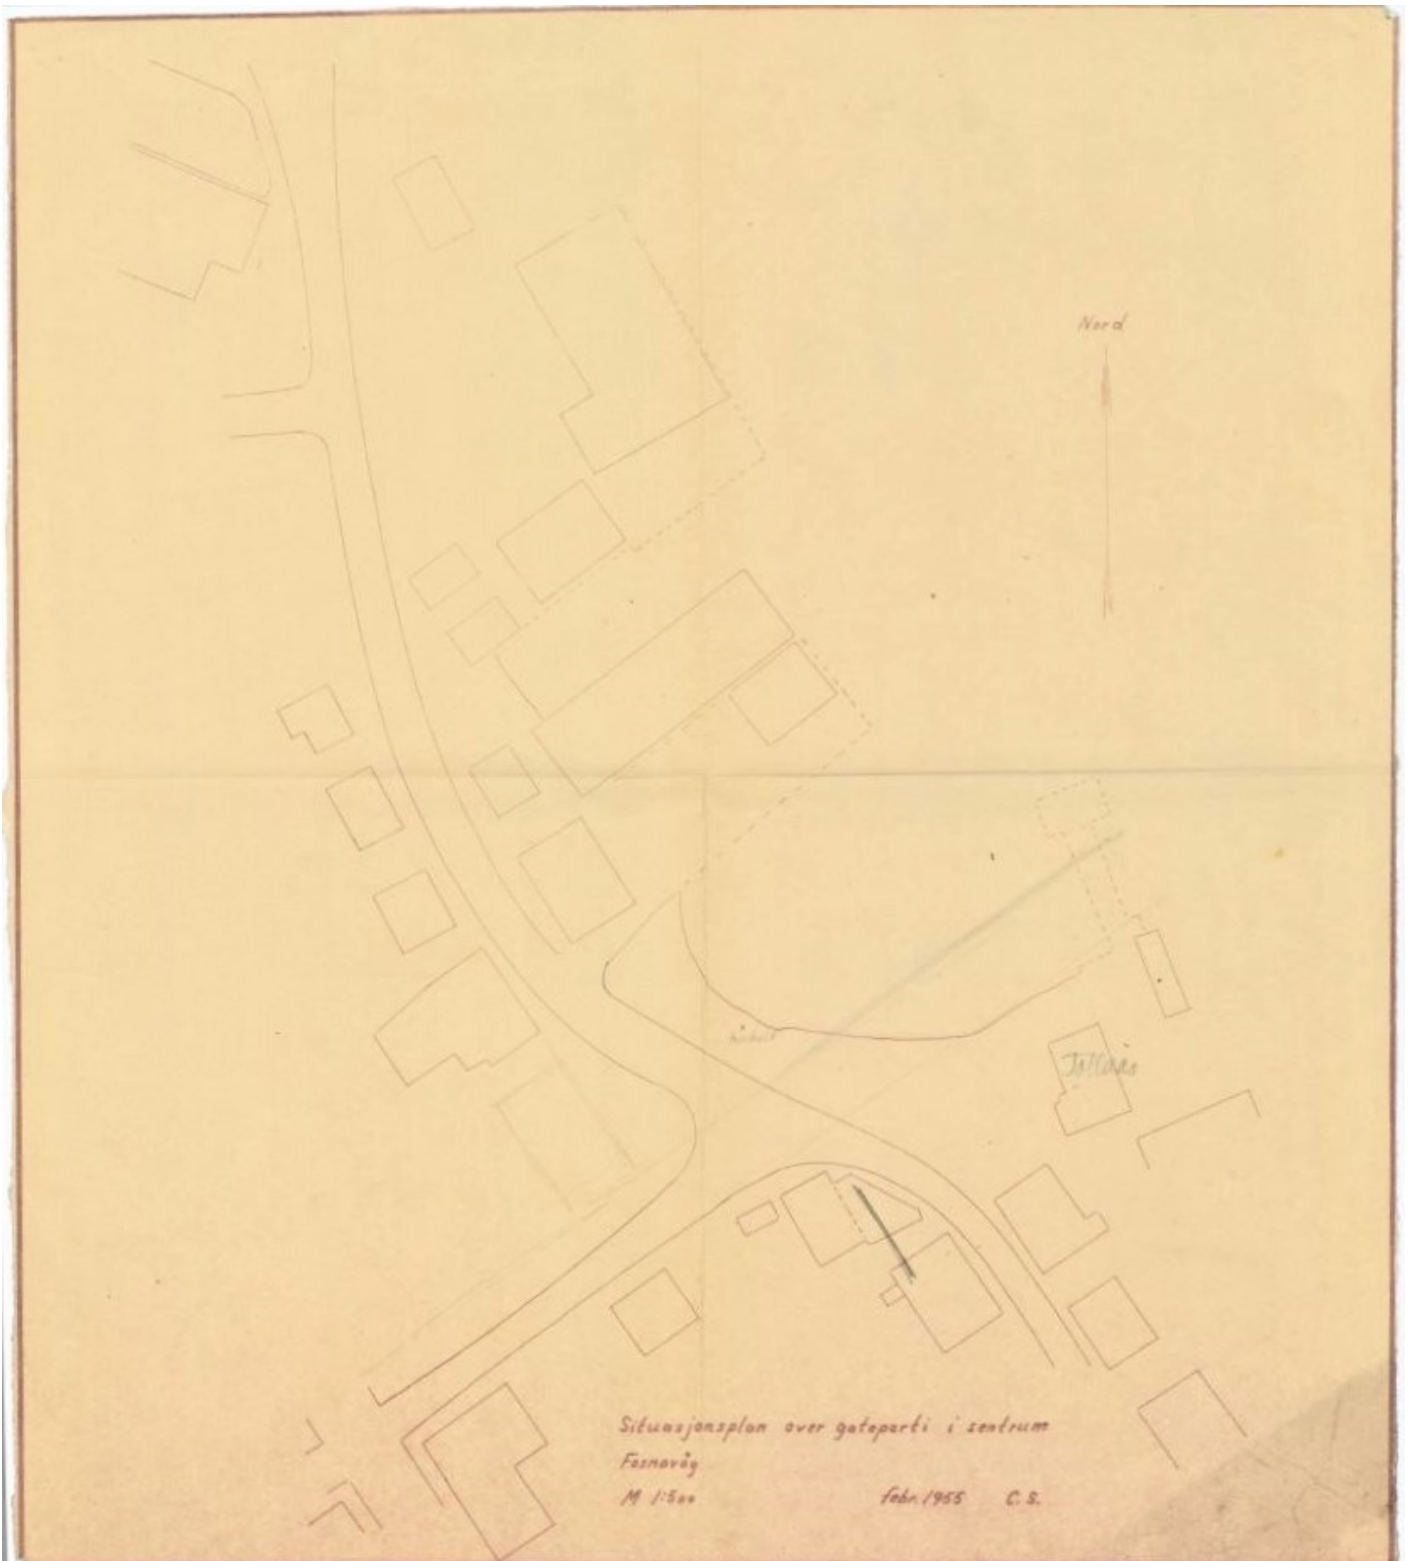 Nord
Situasjonsplan over gateparti i sentrum
Fosnavåg
M 1:500 febr. 1955 C. S.